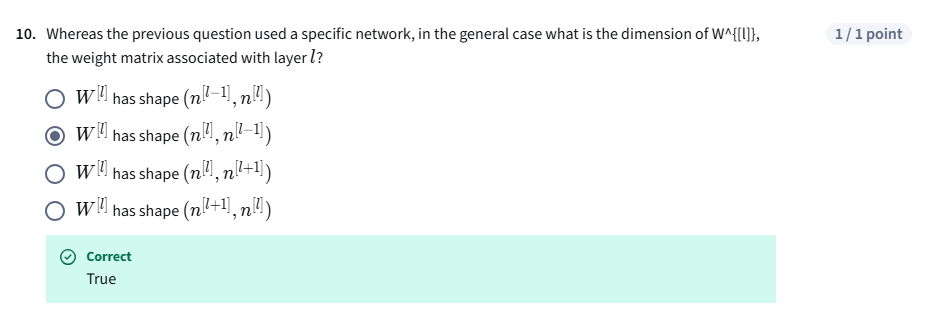 10. Whereas the previous question used a specific network, in the general case what is the dimension of W^{[l]}, 1 / 1 point
the weight matrix associated with layer l?
W^[l] has shape (n^[l−1], n^[l])
W^[l] has shape (n^[l], n^[l−1])
W^[l] has shape (n^[l], n^[l+1])
W^[l] has shape (n^[l+1], n^[l])
Correct
True